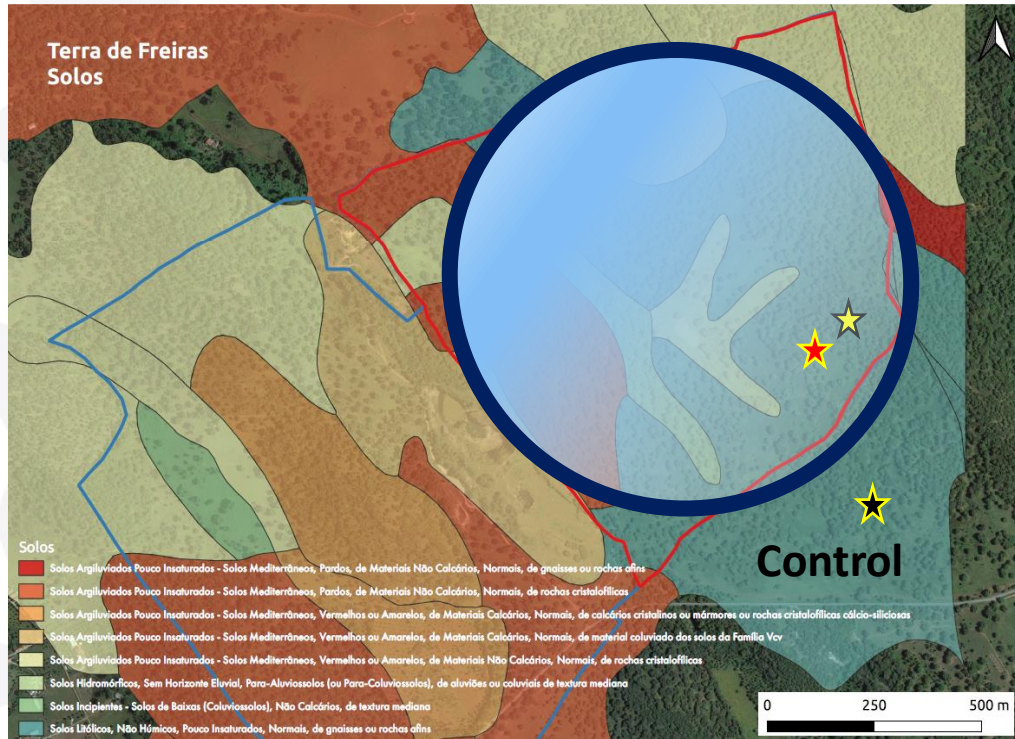 Terra de Freiras
Solos
Control
Solos
Solos Argiluviados Pouco Insaturados - Solos Mediterrâneos, Pardos, de Materiais Não Calcários, Normais, de gnaisses ou rochas afins
Solos Argiluviados Pouco Insaturados - Solos Mediterrâneos, Pardos, de Materiais Não Calcários, Normais, de rochas cristalofílicas
Solos Argiluviados Pouco Insaturados - Solos Mediterrâneos, Vermelhos ou Amarelos, de Materiais Calcários, Normais, de calcários cristalinos ou mármores ou rochas cristalofílicas cálcio-siliciosas
Solos Argiluviados Pouco Insaturados - Solos Mediterrâneos, Vermelhos ou Amarelos, de Materiais Calcários, Normais, de material coluviado dos solos da Família Vcv
Solos Argiluviados Pouco Insaturados - Solos Mediterrâneos, Vermelhos ou Amarelos, de Materiais Não Calcários, Normais, de rochas cristalofílicas
Solos Hidromórficos, Sem Horizonte Eluvial, Para-Aluviossolos (ou Para-Coluviossolos), de aluviões ou coluviais de textura mediana
Solos Incipientes - Solos de Baixas (Coluviossolos), Não Calcários, de textura mediana
Solos Litólicos, Não Húmicos, Pouco Insaturados, Normais, de gnaisses ou rochas afins
0 250 500 m